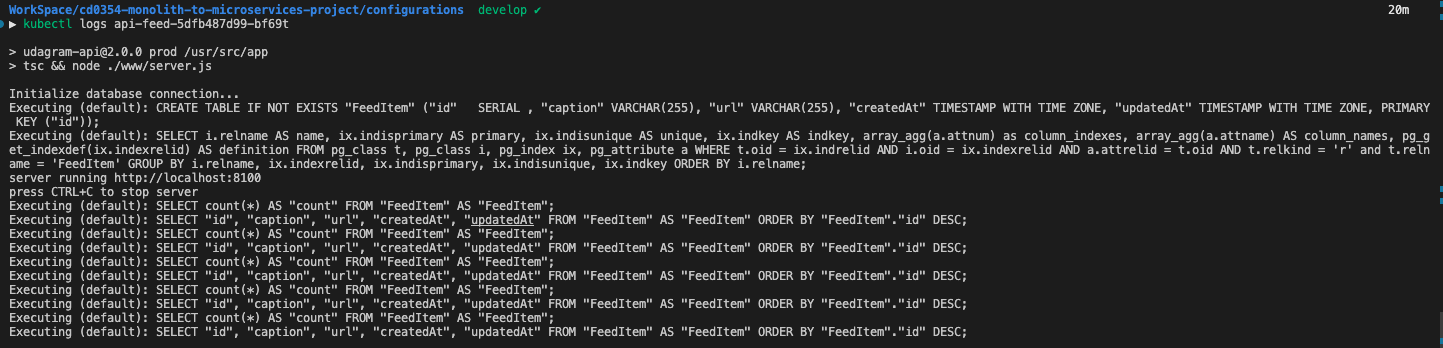 WorkSpace/cd0354-monolith-to-microservices-project/configurations develop ✓ 20m
▶ kubectl logs api-feed-5dfb487d99-bf69t
> udagram-api@2.0.0 prod /usr/src/app
> tsc && node ./www/server.js
Initialize database connection...
Executing (default): CREATE TABLE IF NOT EXISTS "FeedItem" ("id"   SERIAL , "caption" VARCHAR(255), "url" VARCHAR(255), "createdAt" TIMESTAMP WITH TIME ZONE, "updatedAt" TIMESTAMP WITH TIME ZONE, PRIMARY
 KEY ("id"));
Executing (default): SELECT i.relname AS name, ix.indisprimary AS primary, ix.indisunique AS unique, ix.indkey AS indkey, array_agg(a.attnum) as column_indexes, array_agg(a.attname) AS column_names, pg_g
et_indexdef(ix.indexrelid) AS definition FROM pg_class t, pg_class i, pg_index ix, pg_attribute a WHERE t.oid = ix.indrelid AND i.oid = ix.indexrelid AND a.attrelid = t.oid AND t.relkind = 'r' and t.reln
ame = 'FeedItem' GROUP BY i.relname, ix.indexrelid, ix.indisprimary, ix.indisunique, ix.indkey ORDER BY i.relname;
server running http://localhost:8100
press CTRL+C to stop server
Executing (default): SELECT count(*) AS "count" FROM "FeedItem" AS "FeedItem";
Executing (default): SELECT "id", "caption", "url", "createdAt", "updatedAt" FROM "FeedItem" AS "FeedItem" ORDER BY "FeedItem"."id" DESC;
Executing (default): SELECT count(*) AS "count" FROM "FeedItem" AS "FeedItem";
Executing (default): SELECT "id", "caption", "url", "createdAt", "updatedAt" FROM "FeedItem" AS "FeedItem" ORDER BY "FeedItem"."id" DESC;
Executing (default): SELECT count(*) AS "count" FROM "FeedItem" AS "FeedItem";
Executing (default): SELECT "id", "caption", "url", "createdAt", "updatedAt" FROM "FeedItem" AS "FeedItem" ORDER BY "FeedItem"."id" DESC;
Executing (default): SELECT count(*) AS "count" FROM "FeedItem" AS "FeedItem";
Executing (default): SELECT "id", "caption", "url", "createdAt", "updatedAt" FROM "FeedItem" AS "FeedItem" ORDER BY "FeedItem"."id" DESC;
Executing (default): SELECT count(*) AS "count" FROM "FeedItem" AS "FeedItem";
Executing (default): SELECT "id", "caption", "url", "createdAt", "updatedAt" FROM "FeedItem" AS "FeedItem" ORDER BY "FeedItem"."id" DESC;